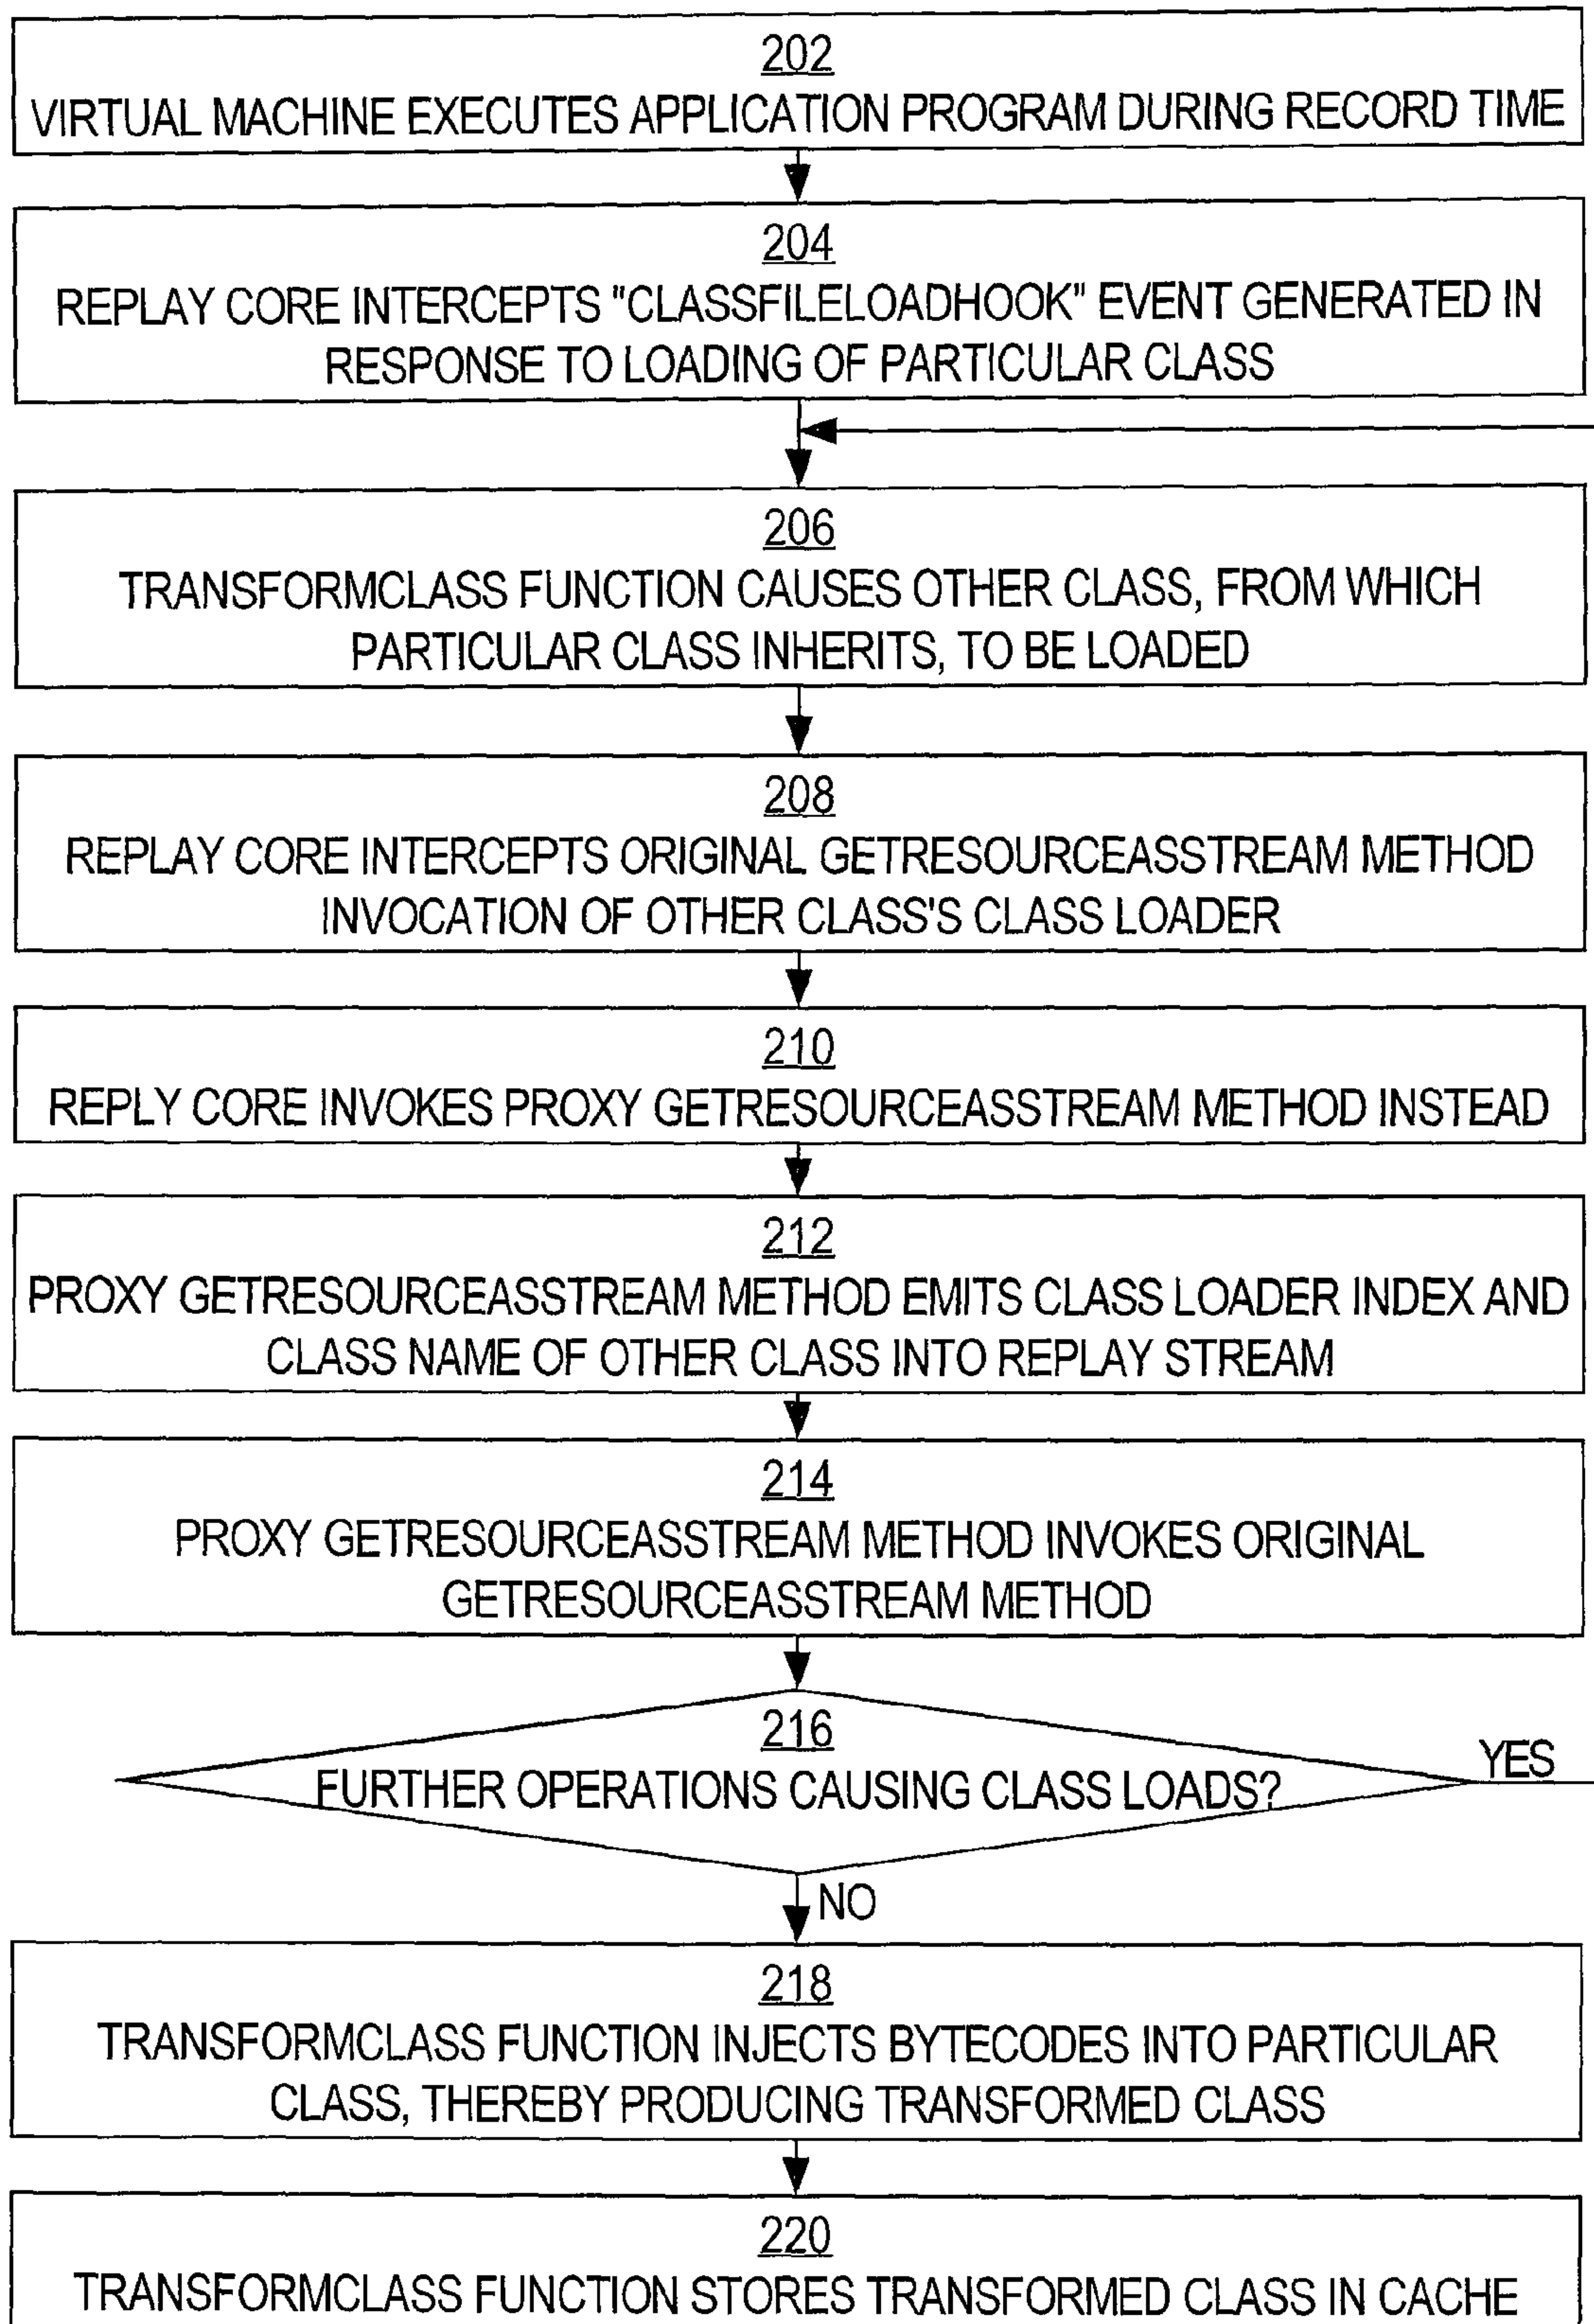 202
VIRTUAL MACHINE EXECUTES APPLICATION PROGRAM DURING RECORD TIME
204
REPLAY CORE INTERCEPTS "CLASSFILELOADHOOK" EVENT GENERATED IN
RESPONSE TO LOADING OF PARTICULAR CLASS
206
TRANSFORMCLASS FUNCTION CAUSES OTHER CLASS, FROM WHICH
PARTICULAR CLASS INHERITS, TO BE LOADED
208
REPLAY CORE INTERCEPTS ORIGINAL GETRESOURCEASSTREAM METHOD
INVOCATION OF OTHER CLASS'S CLASS LOADER
210
REPLY CORE INVOKES PROXY GETRESOURCEASSTREAM METHOD INSTEAD
212
PROXY GETRESOURCEASSTREAM METHOD EMITS CLASS LOADER INDEX AND
CLASS NAME OF OTHER CLASS INTO REPLAY STREAM
214
PROXY GETRESOURCEASSTREAM METHOD INVOKES ORIGINAL
GETRESOURCEASSTREAM METHOD
216
YES
FURTHER OPERATIONS CAUSING CLASS LOADS?
NO
218
TRANSFORMCLASS FUNCTION INJECTS BYTECODES INTO PARTICULAR
CLASS, THEREBY PRODUCING TRANSFORMED CLASS
220
TRANSFORMCLASS FUNCTION STORES TRANSFORMED CLASS IN CACHE